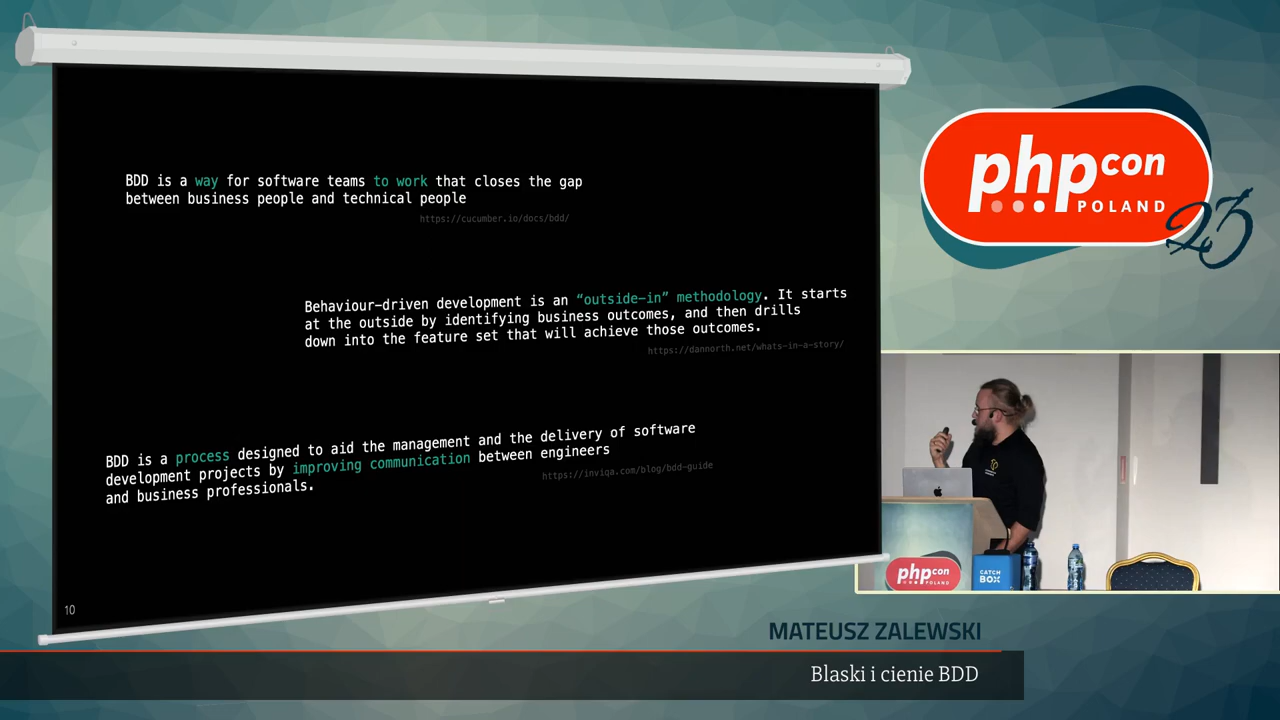 BDD is a way for software teams to work that closes the gap
between business people and technical people
https://cucumber.io/docs/bdd/
Behaviour-driven development is an “outside-in” methodology. It starts
at the outside by identifying business outcomes, and then drills
down into the feature set that will achieve those outcomes.
https://dannorth.net/whats-in-a-story/
BDD is a process designed to aid the management and the delivery of software
development projects by improving communication between engineers
and business professionals.
https://inviqa.com/blog/bdd-guide
10
phpcon
POLAND
23
phpcon
POLAND
CATCH
BOX
MATEUSZ ZALEWSKI
Blaski i cienie BDD